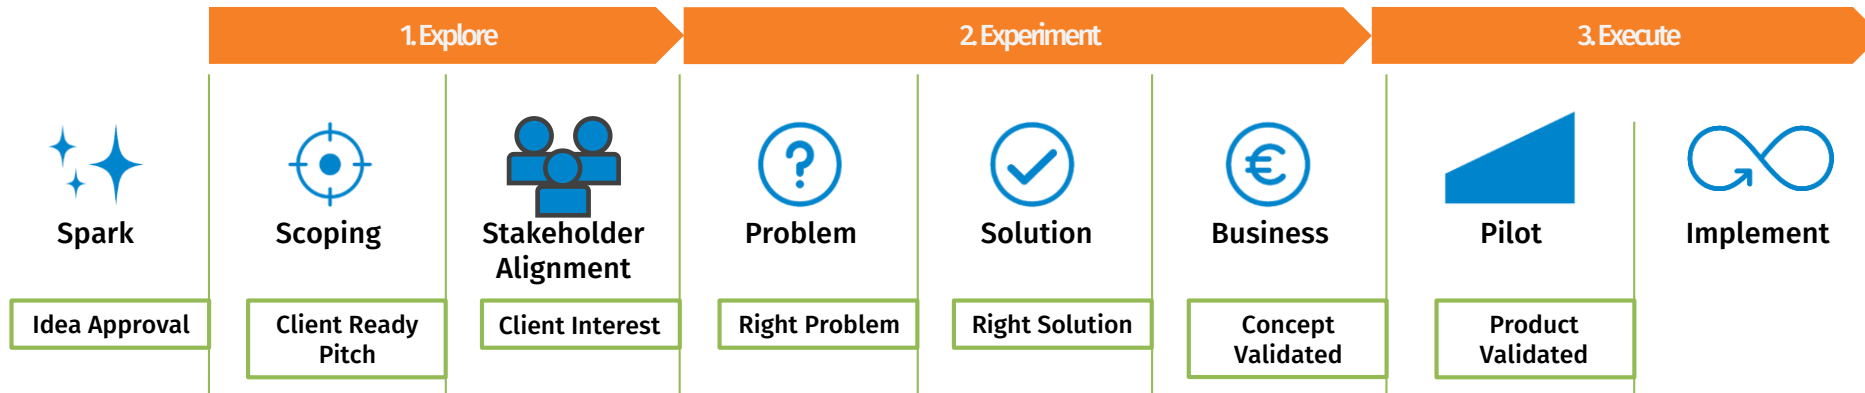 1. Explore
2. Experiment
3. Execute
Spark
Scoping
Stakeholder
Alignment
Problem
Solution
€
Business
Pilot
Implement
Idea Approval
Client Ready
Pitch
Client Interest
Right Problem
Right Solution
Concept
Validated
Product
Validated